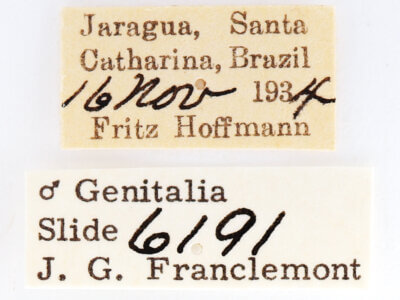 Jaragua, Santa
Catharina, Brazil
16 Nov 1934
Fritz Hoffmann
♂ Genitalia
Slide 6191
J. G. Franclemont